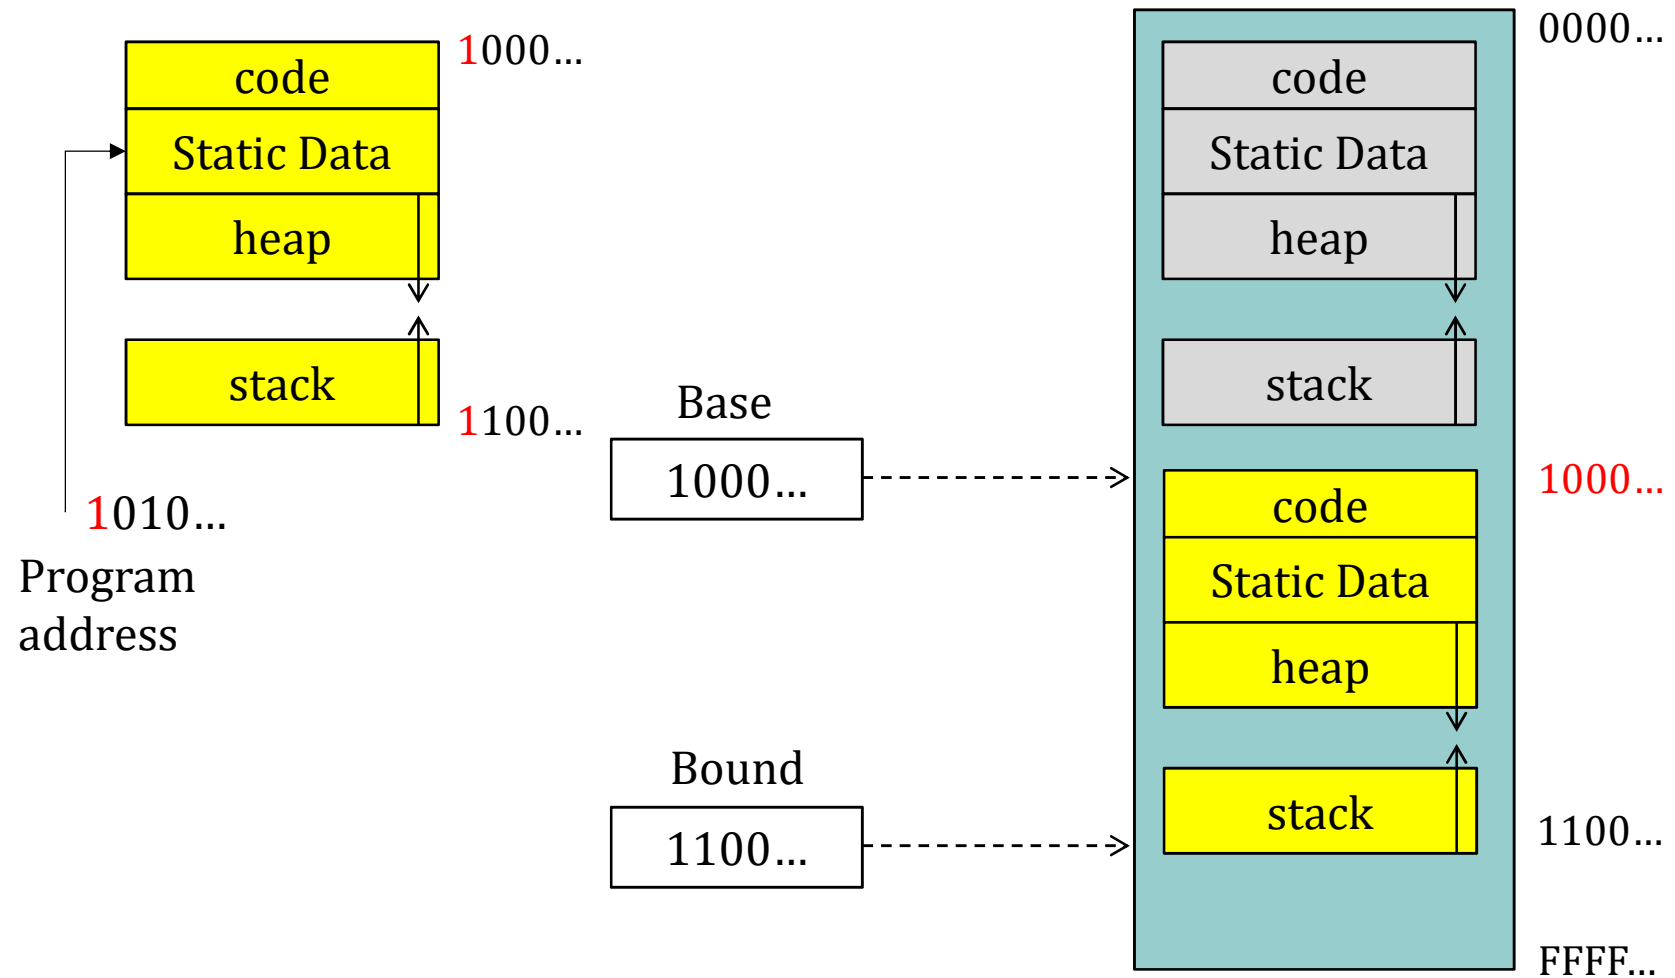 code
1000…
Static Data
heap
stack
1100…
1010…
Program
address
Base
1000…
Bound
1100…
0000…
code
Static Data
heap
stack
1000…
code
Static Data
heap
stack
1100…
FFFF…